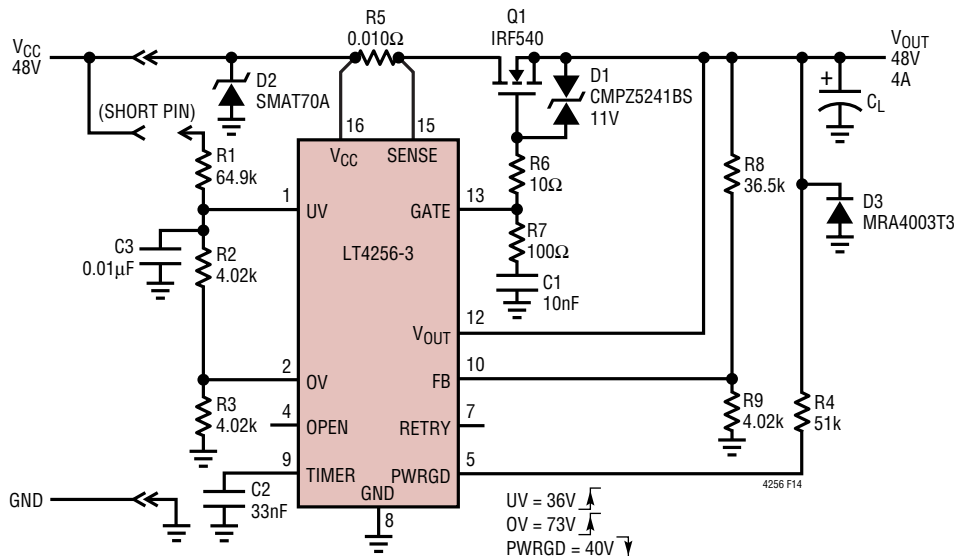 R5
0.010Ω
Q1
IRF540
VCC
48V
VOUT
48V
4A
D2
SMAT70A
D1
CMPZ5241BS
11V
+
CL
(SHORT PIN)
16
15
VCC
SENSE
R1
64.9k
R6
10Ω
R8
36.5k
1
UV
GATE
13
D3
MRA4003T3
R7
100Ω
LT4256-3
C3
0.01µF
R2
4.02k
C1
10nF
12
VOUT
2
OV
10
FB
R3
4.02k
4
OPEN
7
RETRY
R9
4.02k
R4
51k
9
TIMER
PWRGD
5
4256 F14
GND
C2
33nF
GND
8
UV = 36V
OV = 73V
PWRGD = 40V